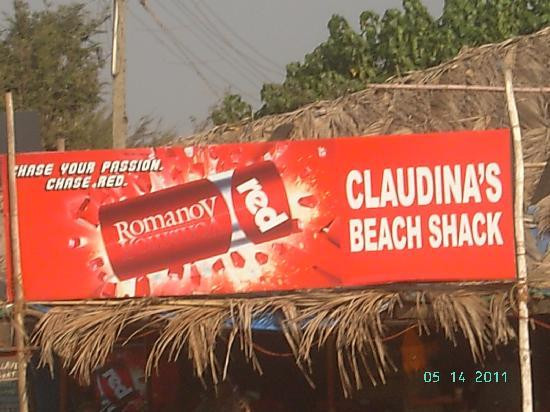 CHASE YOUR PASSION.
CHASE RED.
Romanov
red
CLAUDINA'S
BEACH SHACK
05 14 2011